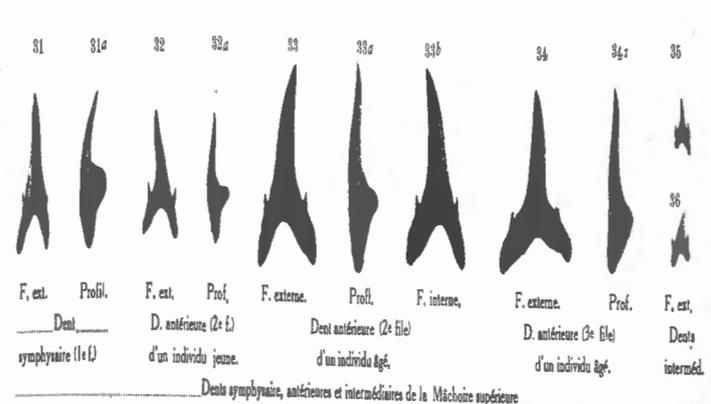 31 31a 32 32a 33 33a 33b 34 34a 35
36
F. ext. Profil. F. ext. Prof. F. externe. Profl. F. interne. F. externe. Prof. F. ext.
Dent D. antérieure (2e f.) Dent antérieure (2e file) D. antérieure (3e file) Dents
symphysaire (1e f.) d'un individu jeune. d'un individu âgé. d'un individu âgé. interméd.
Dents symphysaire, antérieures et intermédiaires de la Mâchoire supérieure